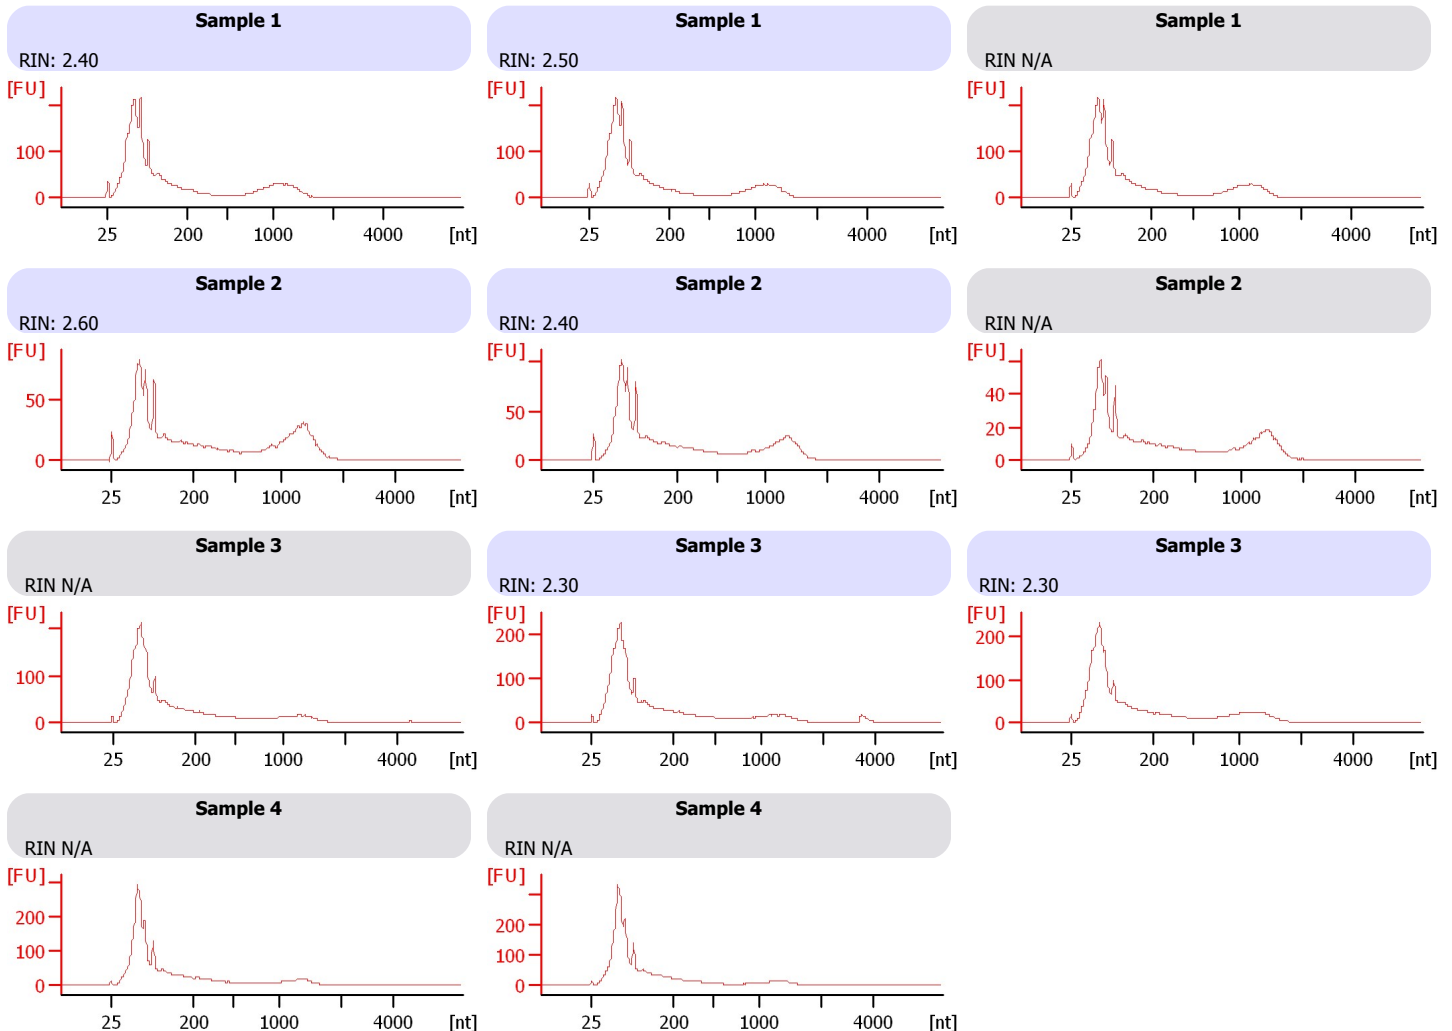 Sample 1
RIN: 2.40
[FU]
100
0
25 200 1000 4000 [nt]
Sample 1
RIN: 2.50
[FU]
100
0
25 200 1000 4000 [nt]
Sample 1
RIN N/A
[FU]
100
0
25 200 1000 4000 [nt]
Sample 2
RIN: 2.60
[FU]
50
0
25 200 1000 4000 [nt]
Sample 2
RIN: 2.40
[FU]
50
0
25 200 1000 4000 [nt]
Sample 2
RIN N/A
[FU]
40
20
0
25 200 1000 4000 [nt]
Sample 3
RIN N/A
[FU]
100
0
25 200 1000 4000 [nt]
Sample 3
RIN: 2.30
[FU]
200
100
0
25 200 1000 4000 [nt]
Sample 3
RIN: 2.30
[FU]
200
100
0
25 200 1000 4000 [nt]
Sample 4
RIN N/A
[FU]
200
100
0
25 200 1000 4000 [nt]
Sample 4
RIN N/A
[FU]
200
100
0
25 200 1000 4000 [nt]